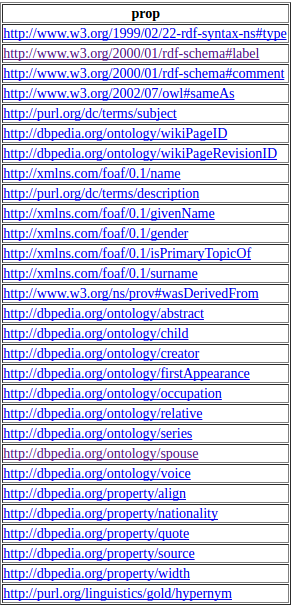 prop
http://www.w3.org/1999/02/22-rdf-syntax-ns#type
http://www.w3.org/2000/01/rdf-schema#label
http://www.w3.org/2000/01/rdf-schema#comment
http://www.w3.org/2002/07/owl#sameAs
http://purl.org/dc/terms/subject
http://dbpedia.org/ontology/wikiPageID
http://dbpedia.org/ontology/wikiPageRevisionID
http://xmlns.com/foaf/0.1/name
http://purl.org/dc/terms/description
http://xmlns.com/foaf/0.1/givenName
http://xmlns.com/foaf/0.1/gender
http://xmlns.com/foaf/0.1/isPrimaryTopicOf
http://xmlns.com/foaf/0.1/surname
http://www.w3.org/ns/prov#wasDerivedFrom
http://dbpedia.org/ontology/abstract
http://dbpedia.org/ontology/child
http://dbpedia.org/ontology/creator
http://dbpedia.org/ontology/firstAppearance
http://dbpedia.org/ontology/occupation
http://dbpedia.org/ontology/relative
http://dbpedia.org/ontology/series
http://dbpedia.org/ontology/spouse
http://dbpedia.org/ontology/voice
http://dbpedia.org/property/align
http://dbpedia.org/property/nationality
http://dbpedia.org/property/quote
http://dbpedia.org/property/source
http://dbpedia.org/property/width
http://purl.org/linguistics/gold/hypernym